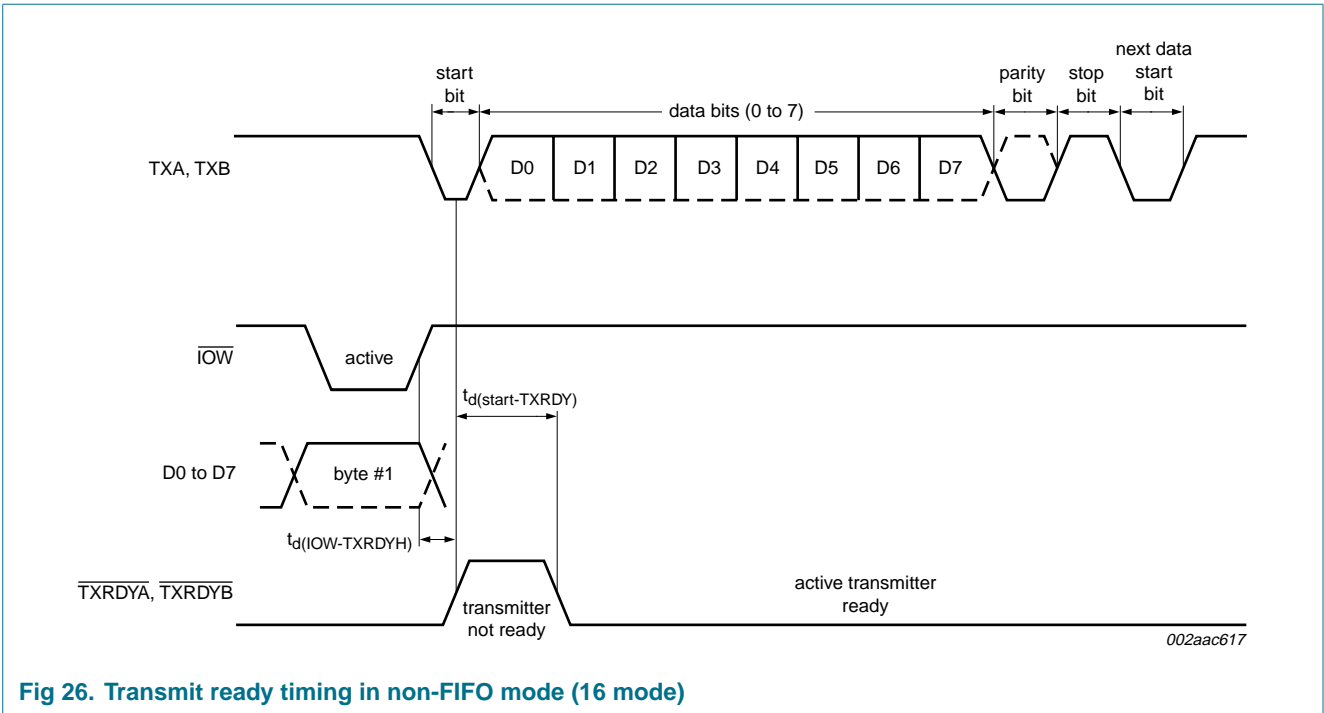 start
bit
data bits (0 to 7)
parity
bit
stop
bit
next data
start
bit
TXA, TXB
D0
D1
D2
D3
D4
D5
D6
D7
IOW
active
td(start-TXRDY)
D0 to D7
byte #1
td(IOW-TXRDYH)
TXRDYA, TXRDYB
transmitter
not ready
active transmitter
ready
002aac617
Fig 26. Transmit ready timing in non-FIFO mode (16 mode)